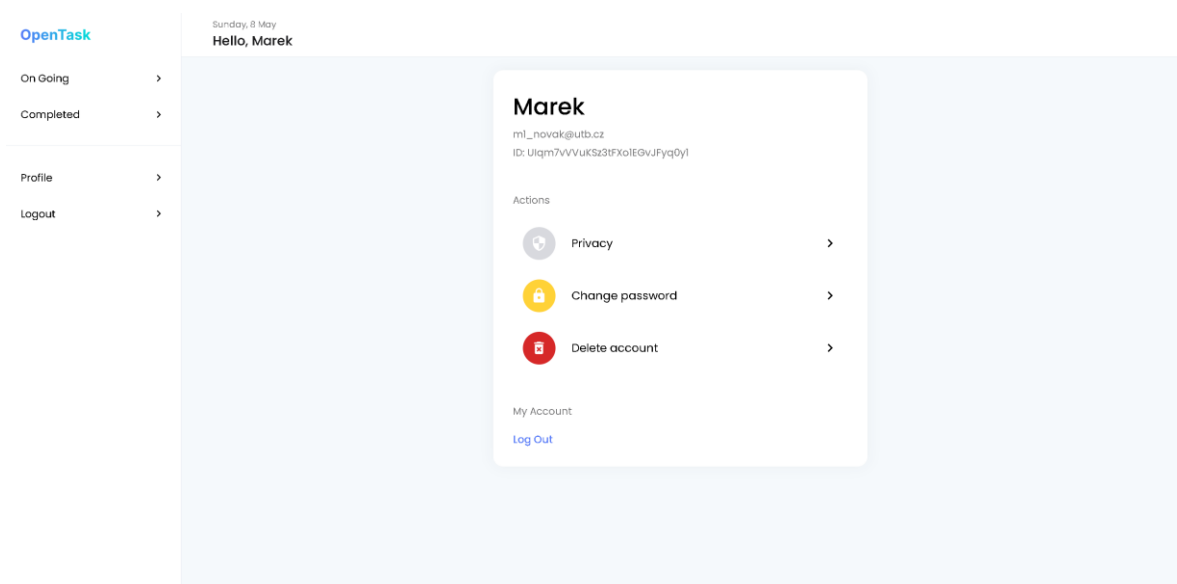 OpenTask
On Going
Completed
Profile
Logout
Sunday, 8 May
Hello, Marek
Marek
m1_novak@utb.cz
ID: UIqm7vVVuKSz3tFXo1EGvJFyq0y1
Actions
Privacy
Change password
Delete account
My Account
Log Out